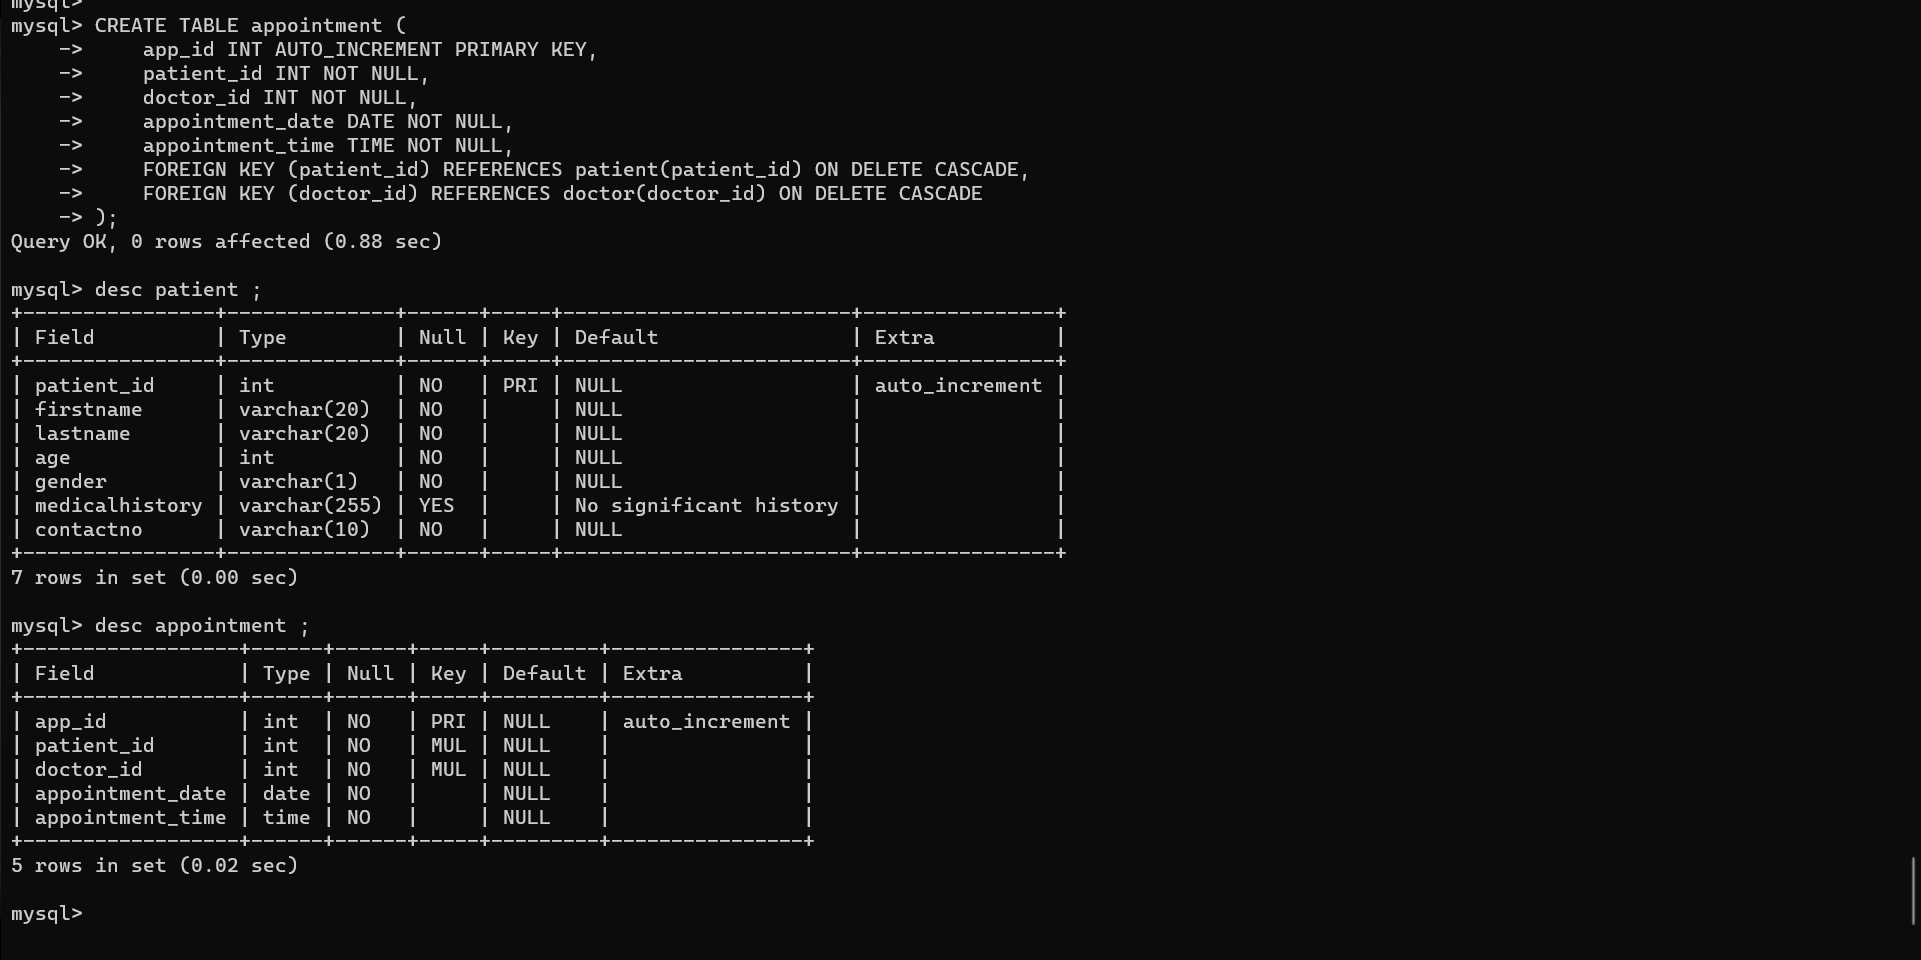 mysql>
mysql> CREATE TABLE appointment (
    ->     app_id INT AUTO_INCREMENT PRIMARY KEY,
    ->     patient_id INT NOT NULL,
    ->     doctor_id INT NOT NULL,
    ->     appointment_date DATE NOT NULL,
    ->     appointment_time TIME NOT NULL,
    ->     FOREIGN KEY (patient_id) REFERENCES patient(patient_id) ON DELETE CASCADE,
    ->     FOREIGN KEY (doctor_id) REFERENCES doctor(doctor_id) ON DELETE CASCADE
    -> );
Query OK, 0 rows affected (0.88 sec)
mysql> desc patient ;
+----------------+--------------+------+-----+------------------------+----------------+
| Field          | Type         | Null | Key | Default                | Extra          |
+----------------+--------------+------+-----+------------------------+----------------+
| patient_id     | int          | NO   | PRI | NULL                   | auto_increment |
| firstname      | varchar(20)  | NO   |     | NULL                   |                |
| lastname       | varchar(20)  | NO   |     | NULL                   |                |
| age            | int          | NO   |     | NULL                   |                |
| gender         | varchar(1)   | NO   |     | NULL                   |                |
| medicalhistory | varchar(255) | YES  |     | No significant history |                |
| contactno      | varchar(10)  | NO   |     | NULL                   |                |
+----------------+--------------+------+-----+------------------------+----------------+
7 rows in set (0.00 sec)
mysql> desc appointment ;
+------------------+------+------+-----+---------+----------------+
| Field            | Type | Null | Key | Default | Extra          |
+------------------+------+------+-----+---------+----------------+
| app_id           | int  | NO   | PRI | NULL    | auto_increment |
| patient_id       | int  | NO   | MUL | NULL    |                |
| doctor_id        | int  | NO   | MUL | NULL    |                |
| appointment_date | date | NO   |     | NULL    |                |
| appointment_time | time | NO   |     | NULL    |                |
+------------------+------+------+-----+---------+----------------+
5 rows in set (0.02 sec)
mysql>